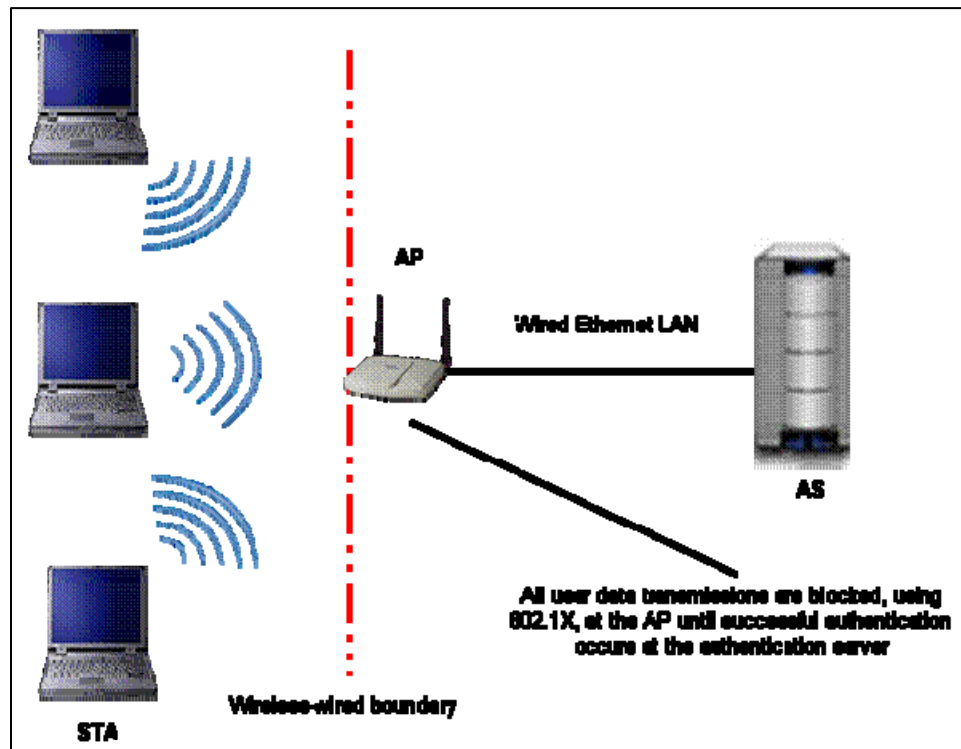 AP
Wired Ethernet LAN
AS
All user data transmissions are blocked, using
802.1X, at the AP until successful authentication
occurs at the authentication server
Wireless-wired boundary
STA